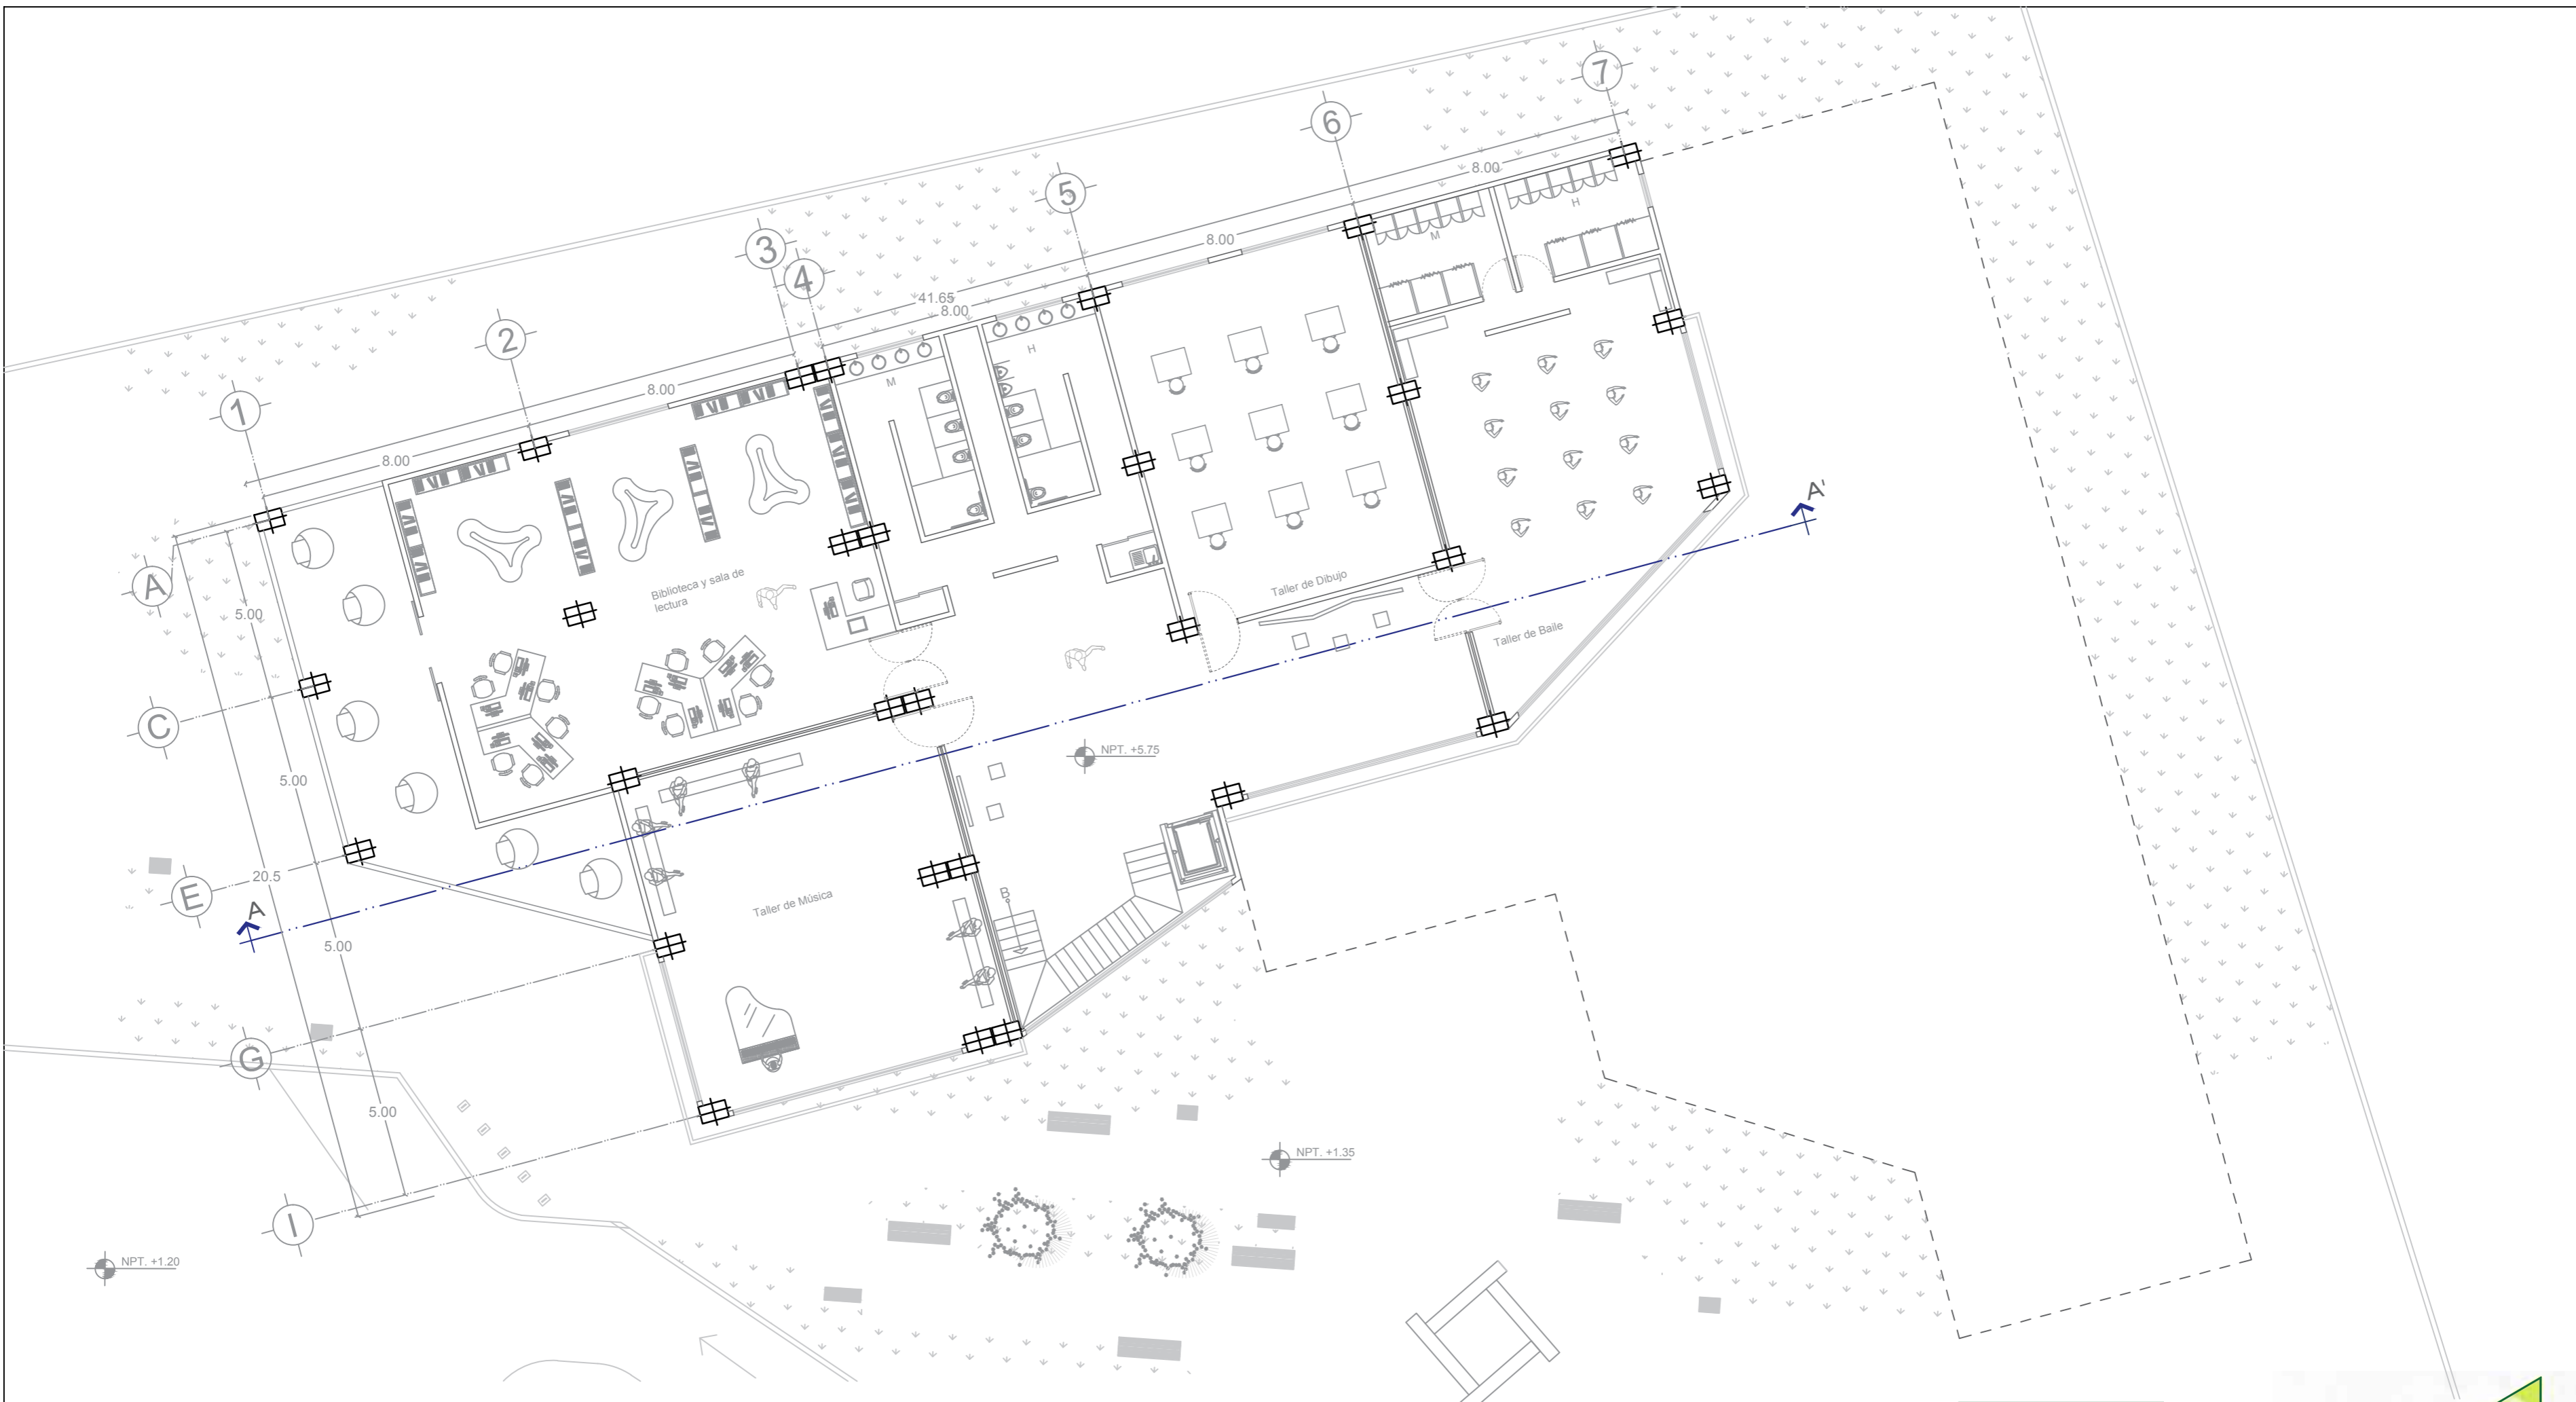 7
6
8.00
5
H
M
8.00
3
4
41.65
8.00
2
H
M
8.00
1
8.00
A'
A
5.00
Biblioteca y sala de
lectura
Taller de Dibujo
Taller de Baile
C
NPT. +5.75
5.00
E
20.5
A
B
Taller de Música
5.00
G
5.00
NPT. +1.35
I
NPT. +1.20